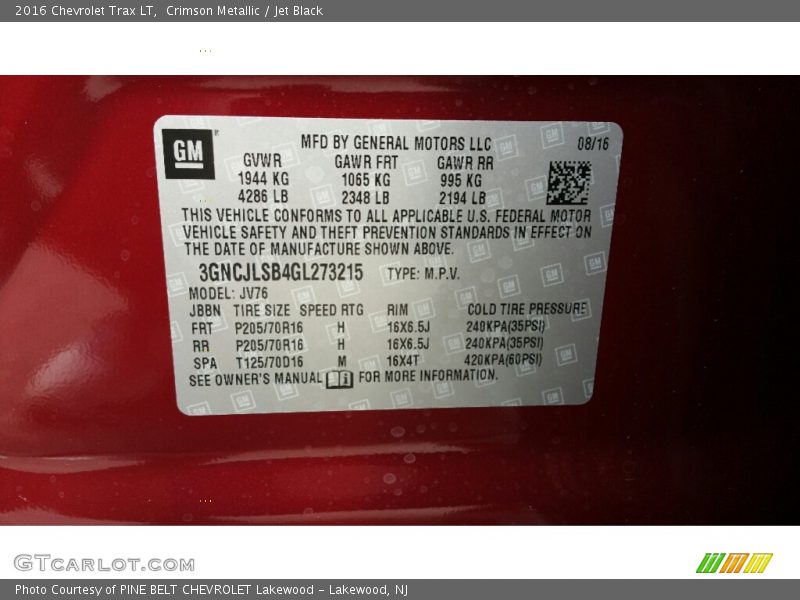 2016 Chevrolet Trax LT,  Crimson Metallic / Jet Black
GM
MFD BY GENERAL MOTORS LLC 08/16
GVWR GAWR FRT GAWR RR
1944 KG 1065 KG 995 KG
4286 LB 2348 LB 2194 LB
THIS VEHICLE CONFORMS TO ALL APPLICABLE U.S. FEDERAL MOTOR
VEHICLE SAFETY AND THEFT PREVENTION STANDARDS IN EFFECT ON
THE DATE OF MANUFACTURE SHOWN ABOVE.
3GNCJLSB4GL273215 TYPE: M.P.V.
MODEL: JV76
JBBN TIRE SIZE SPEED RTG RIM COLD TIRE PRESSURE
FRT P205/70R16 H 16X6.5J 240KPA(35PSI)
RR P205/70R16 H 16X6.5J 240KPA(35PSI)
SPA T125/70D16 M 16X4T 420KPA(60PSI)
SEE OWNER'S MANUAL FOR MORE INFORMATION.
GTCARLOT.COM
Photo Courtesy of PINE BELT CHEVROLET Lakewood - Lakewood, NJ